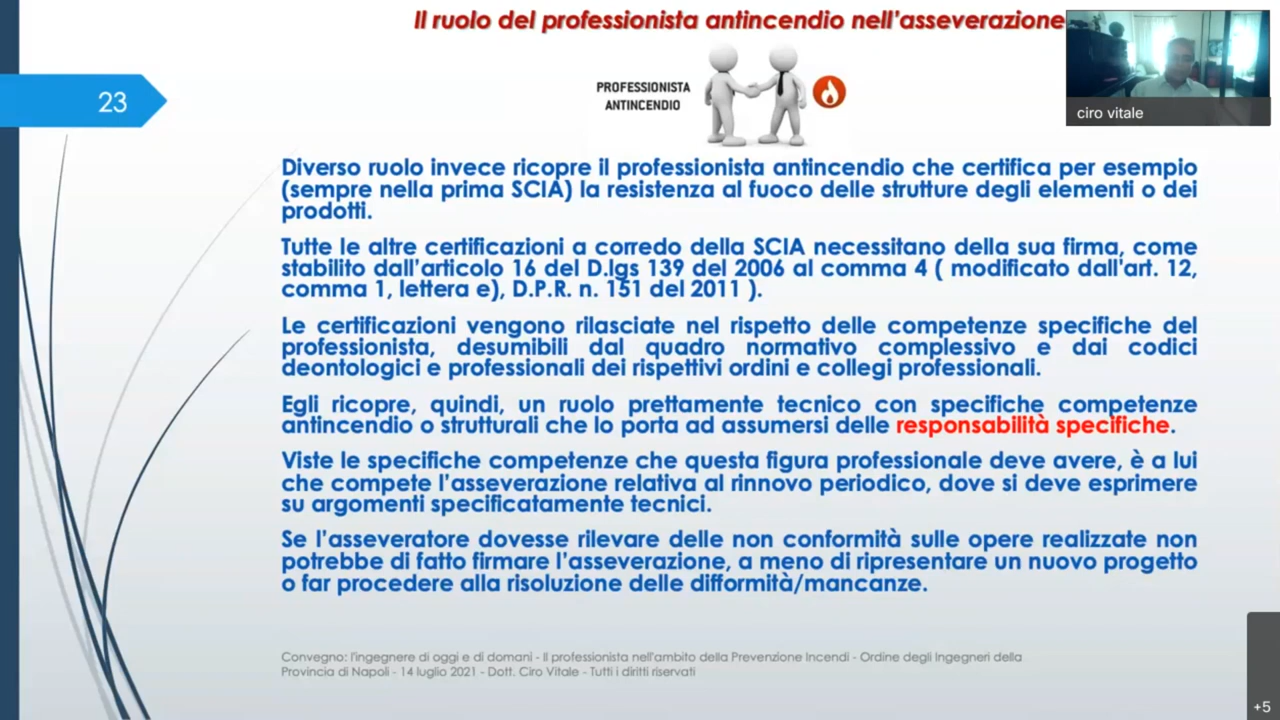 Il ruolo del professionista antincendio nell'asseverazione
23
PROFESSIONISTA
ANTINCENDIO
ciro vitale
Diverso ruolo invece ricopre il professionista antincendio che certifica per esempio
(sempre nella prima SCIA) la resistenza al fuoco delle strutture degli elementi o dei
prodotti.
Tutte le altre certificazioni a corredo della SCIA necessitano della sua firma, come
stabilito dall'articolo 16 del D.lgs 139 del 2006 al comma 4 ( modificato dall'art. 12,
comma 1, lettera e), D.P.R. n. 151 del 2011 ).
Le certificazioni vengono rilasciate nel rispetto delle competenze specifiche del
professionista, desumibili dal quadro normativo complessivo e dai codici
deontologici e professionali dei rispettivi ordini e collegi professionali.
Egli ricopre, quindi, un ruolo prettamente tecnico con specifiche competenze
antincendio o strutturali che lo porta ad assumersi delle responsabilità specifiche.
Viste le specifiche competenze che questa figura professionale deve avere, è a lui
che compete l'asseverazione relativa al rinnovo periodico, dove si deve esprimere
su argomenti specificatamente tecnici.
Se l'asseveratore dovesse rilevare delle non conformità sulle opere realizzate non
potrebbe di fatto firmare l'asseverazione, a meno di ripresentare un nuovo progetto
o far procedere alla risoluzione delle difformità/mancanze.
Convegno: l'ingegnere di oggi e di domani - Il professionista nell'ambito della Prevenzione Incendi - Ordine degli Ingegneri della
Provincia di Napoli - 14 luglio 2021 - Dott. Ciro Vitale - Tutti i diritti riservati
+5